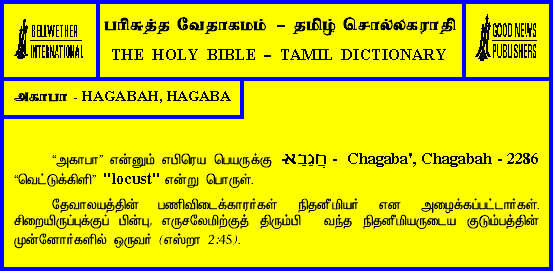 BELLWETHER
INTERNATIONAL
பரிசுத்த வேதாகமம் – தமிழ் சொல்லகராதி
THE HOLY BIBLE – TAMIL DICTIONARY
GOOD NEWS
PUBLISHERS
அகாபா - HAGABAH, HAGABA
“அகாபா” என்னும் எபிரெய பெயருக்கு חֲגָבָא - Chagaba', Chagabah - 2286
“வெட்டுக்கிளி” "locust" என்று பொருள்.
தேவாலயத்தின் பணிவிடைக்காரர்கள் நிதனீமியர் என அழைக்கப்பட்டார்கள்.
சிறையிருப்புக்குப் பின்பு, எருசலேமிற்குத் திரும்பி வந்த நிதனீமியருடைய குடும்பத்தின்
முன்னோர்களில் ஒருவர் (எஸ்றா 2:45).